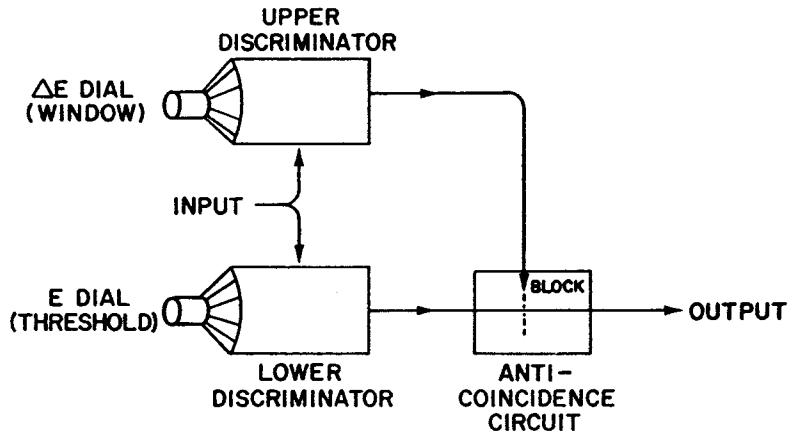 UPPER
DISCRIMINATOR
ΔE DIAL
(WINDOW)
INPUT
E DIAL
(THRESHOLD)
BLOCK
OUTPUT
LOWER
DISCRIMINATOR
ANTI-
COINCIDENCE
CIRCUIT